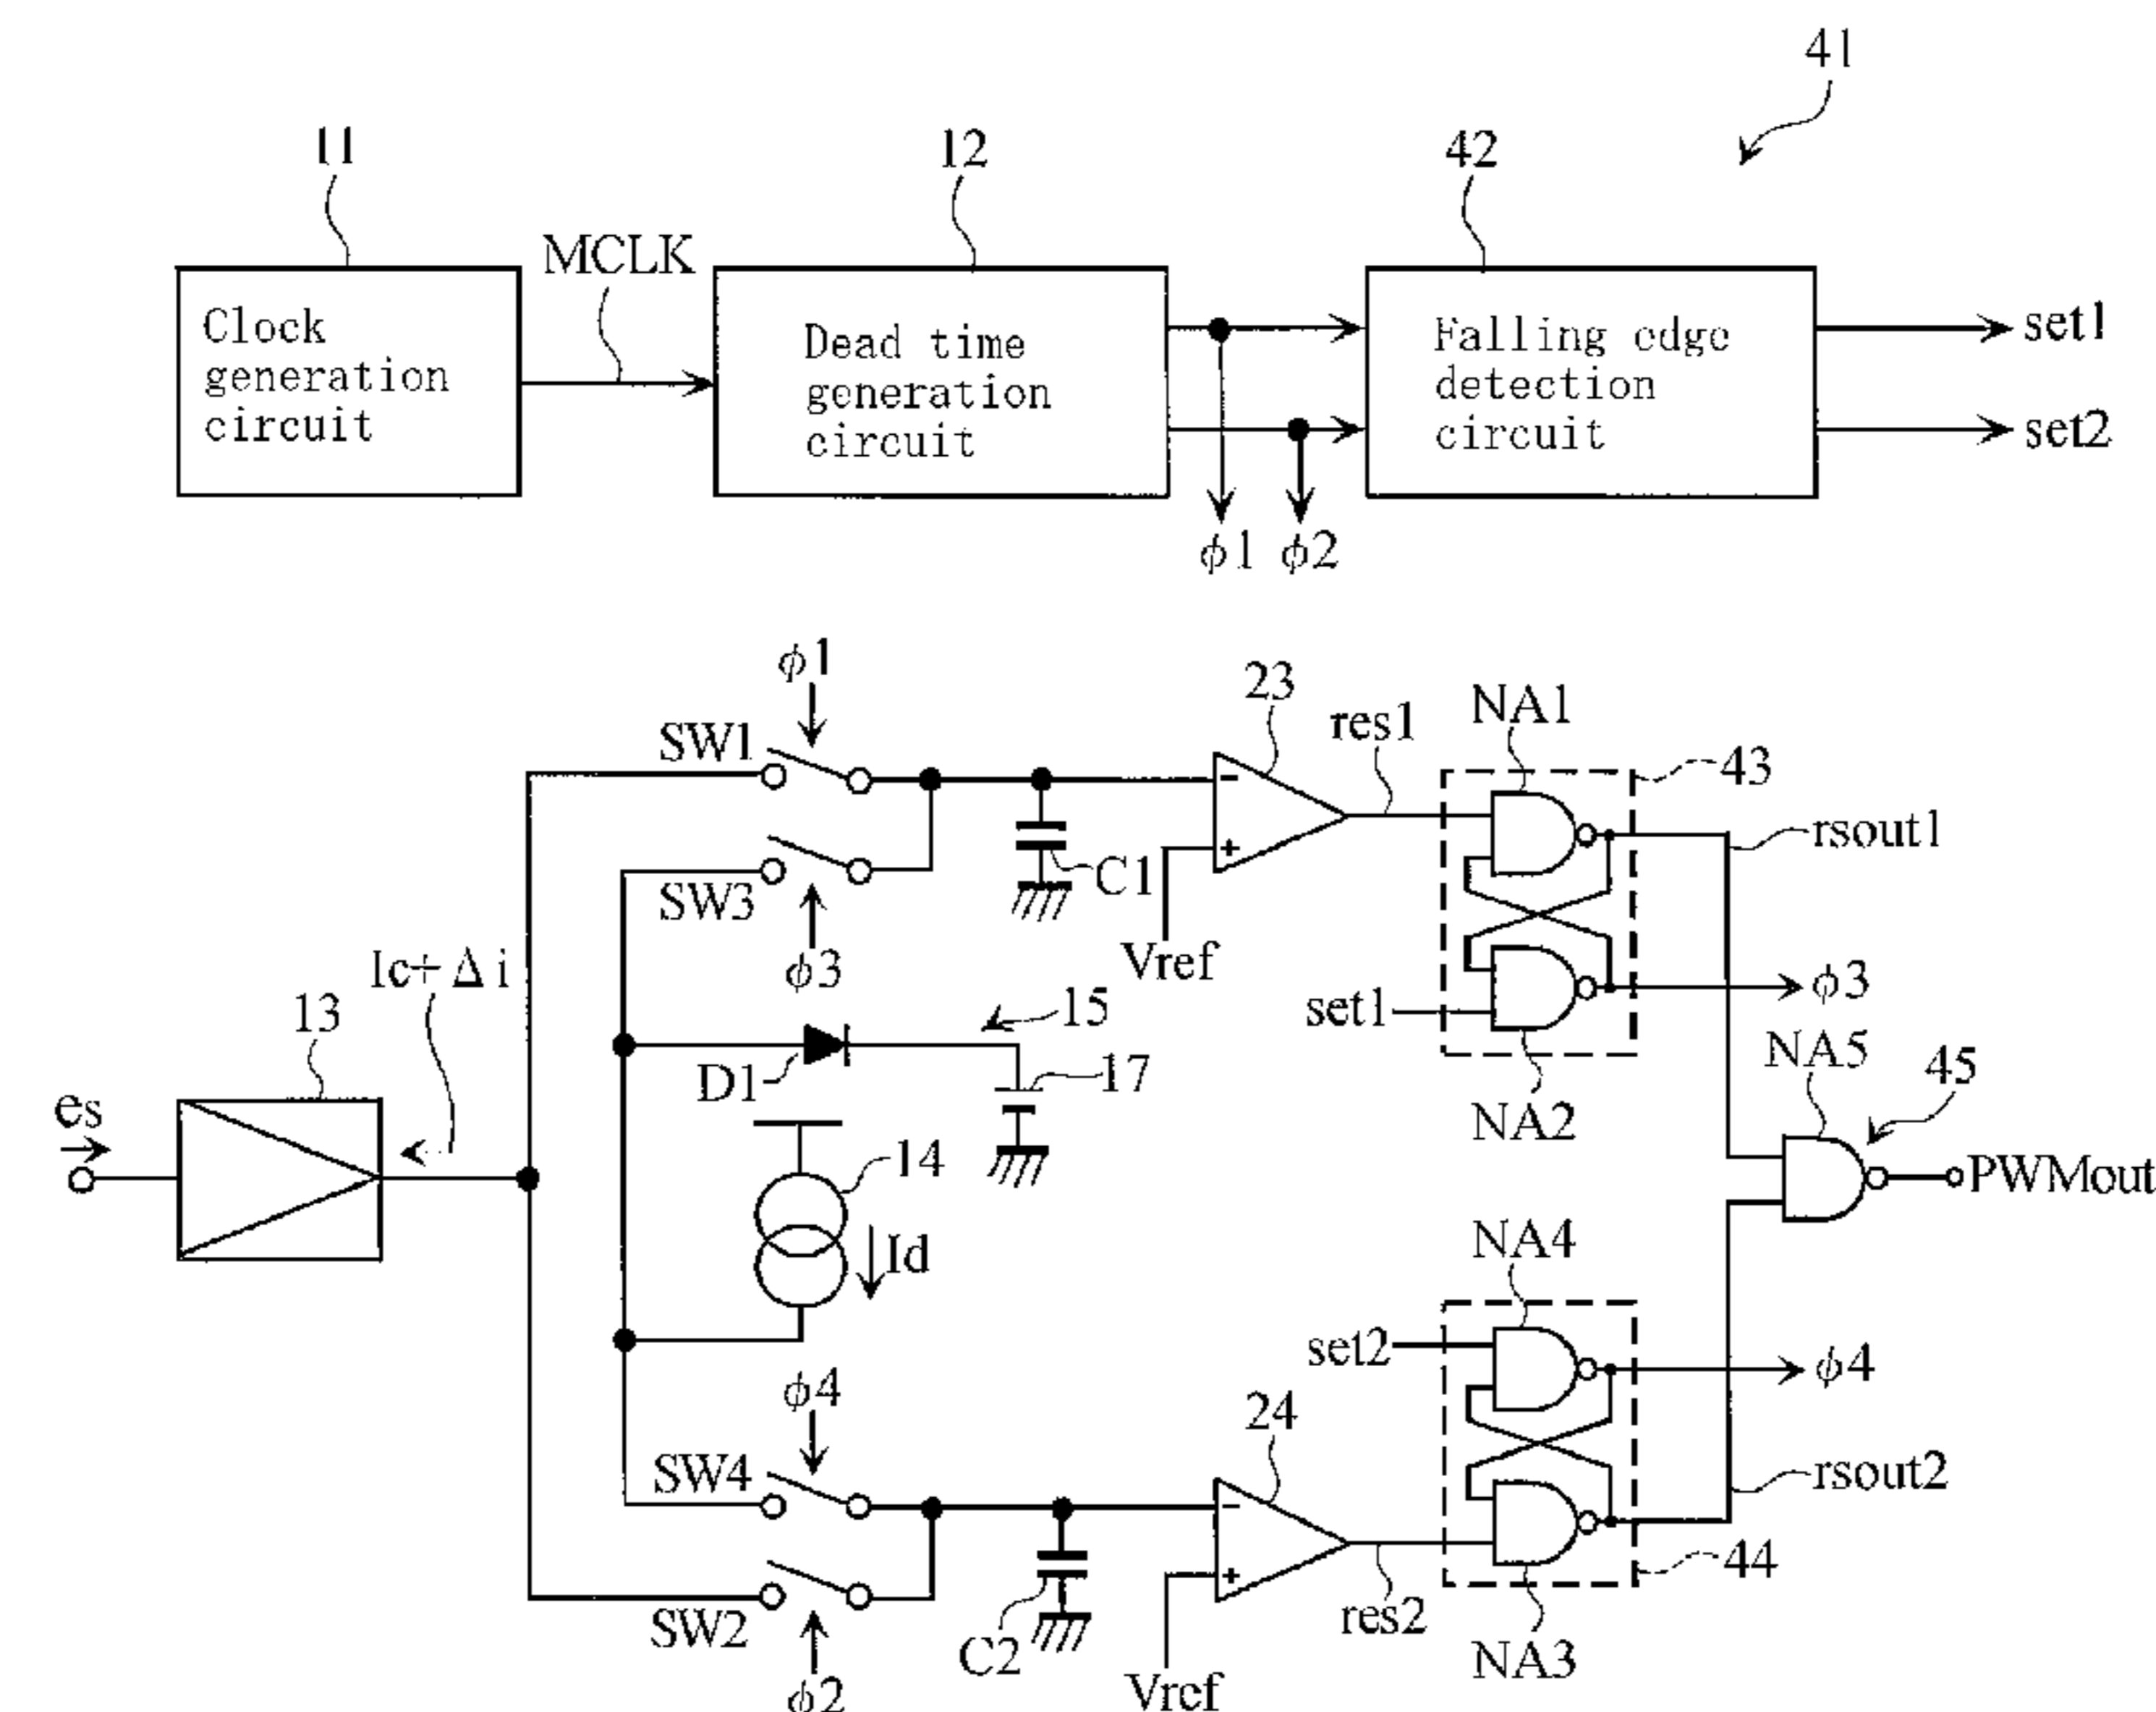 41
11
12
42
MCLK
Clock
generation
circuit
Dead time
generation
circuit
Falling edge
detection
circuit
set1
set2
ϕ1
ϕ2
ϕ1
SW1
23
res1
NA1
43
rsout1
SW3
C1
ϕ3
Vref
Ic+Δi
set1
ϕ3
13
15
D1
17
NA2
NA5
45
es
14
PWMout
Id
NA4
set2
ϕ4
ϕ4
24
SW4
rsout2
SW2
C2
res2
44
NA3
ϕ2
Vref
-
+
-
+